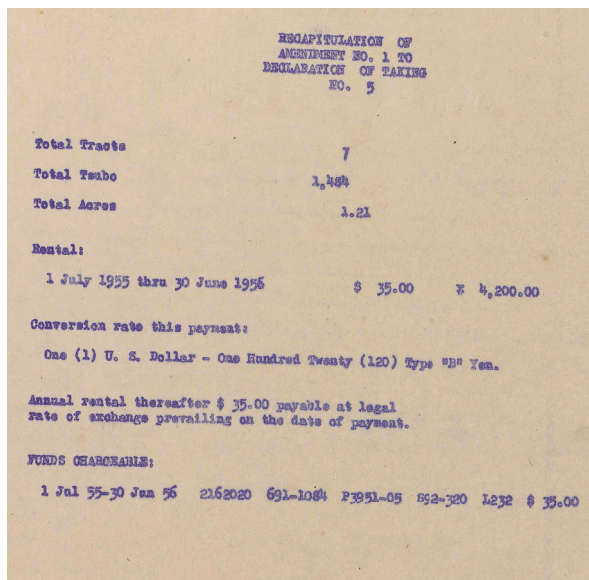 RECAPITULATION OF
AMENDMENT NO. 1 TO
DECLARATION OF TAKING
NO. 5
Total Tracts 7
Total Tsubo 1,484
Total Acres 1.21
Rental:
1 July 1955 thru 30 June 1956 $ 35.00 ¥ 4,200.00
Conversion rate this payment:
One (1) U. S. Dollar - One Hundred Twenty (120) Type "B" Yen.
Annual rental thereafter $ 35.00 payable at legal
rate of exchange prevailing on the date of payment.
FUNDS CHARGEABLE:
1 Jul 55-30 Jun 56 2162020 691-1084 P3951-05 S92-320 L232 $ 35.00